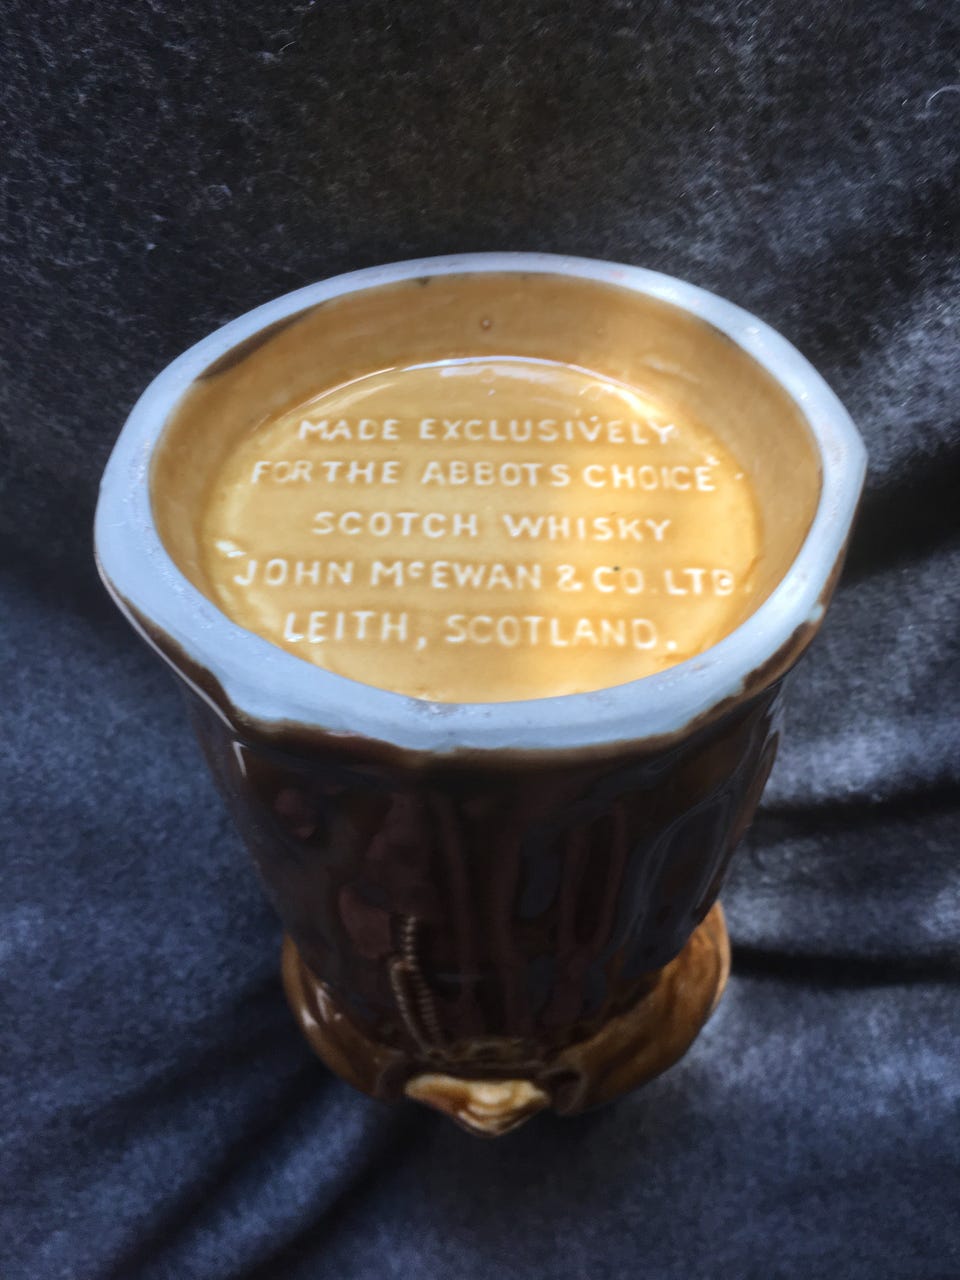 MADE EXCLUSIVELY
FOR THE ABBOTS CHOICE
SCOTCH WHISKY
JOHN McEWAN & CO. LTD.
LEITH, SCOTLAND.